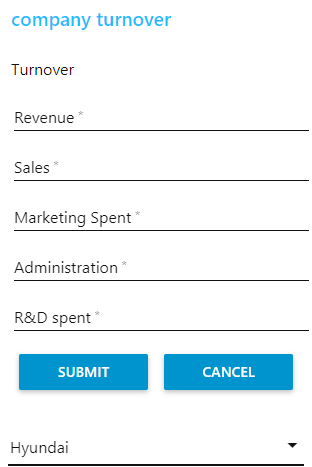 company turnover
Turnover
Revenue *
Sales *
Marketing Spent *
Administration *
R&D spent *
SUBMIT CANCEL
Hyundai